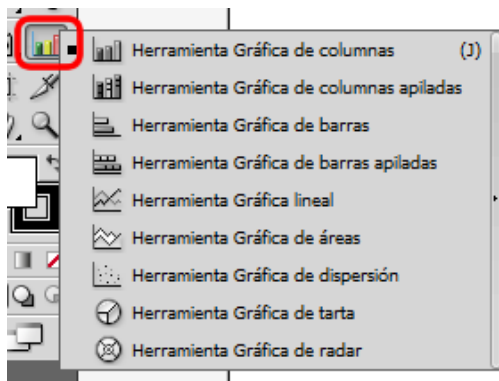 Herramienta Gráfica de columnas (J)
Herramienta Gráfica de columnas apiladas
Herramienta Gráfica de barras
Herramienta Gráfica de barras apiladas
Herramienta Gráfica lineal
Herramienta Gráfica de áreas
Herramienta Gráfica de dispersión
Herramienta Gráfica de tarta
Herramienta Gráfica de radar